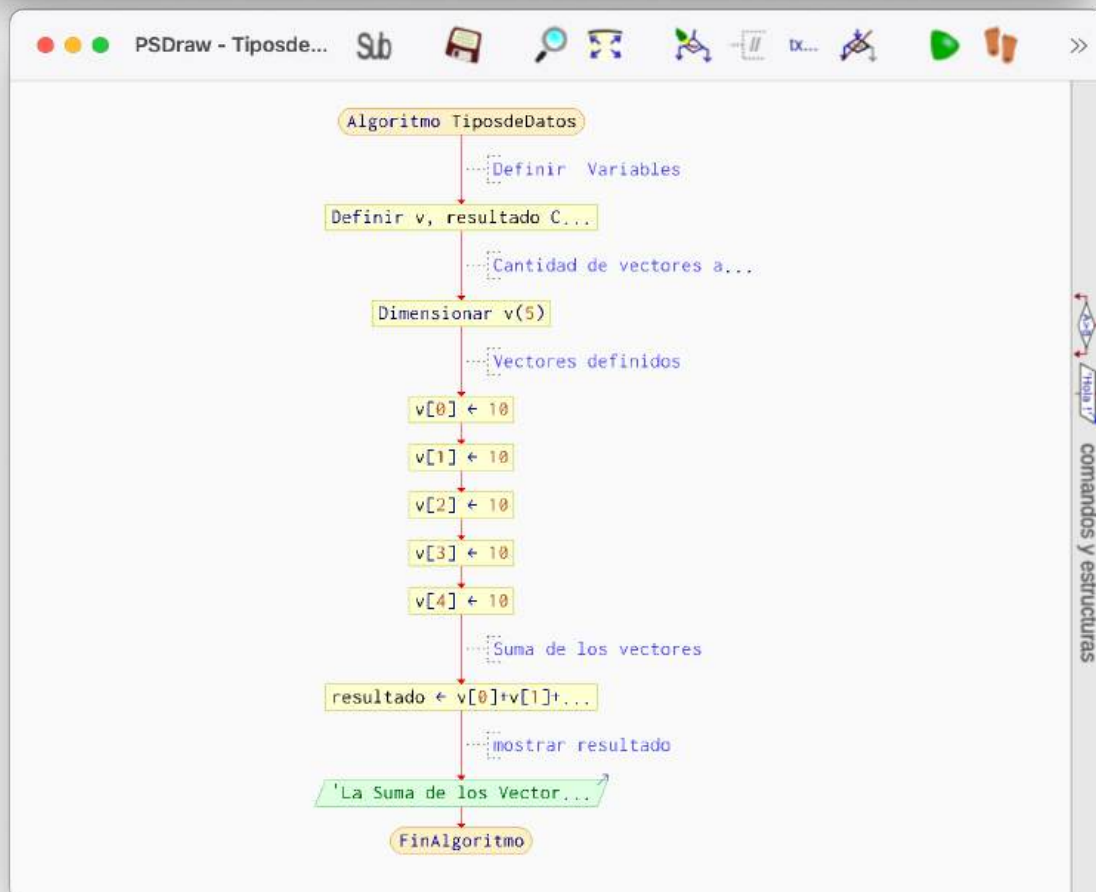 PSDraw - Tiposde...
Sub
//
tx...
»
Algoritmo TiposdeDatos
Definir  Variables
Definir v, resultado C...
Cantidad de vectores a...
Dimensionar v(5)
Vectores definidos
v[0] ← 10
v[1] ← 10
v[2] ← 10
v[3] ← 10
v[4] ← 10
Suma de los vectores
resultado ← v[0]+v[1]+...
mostrar resultado
'La Suma de los Vector...
FinAlgoritmo
"Hola !"
comandos y estructuras